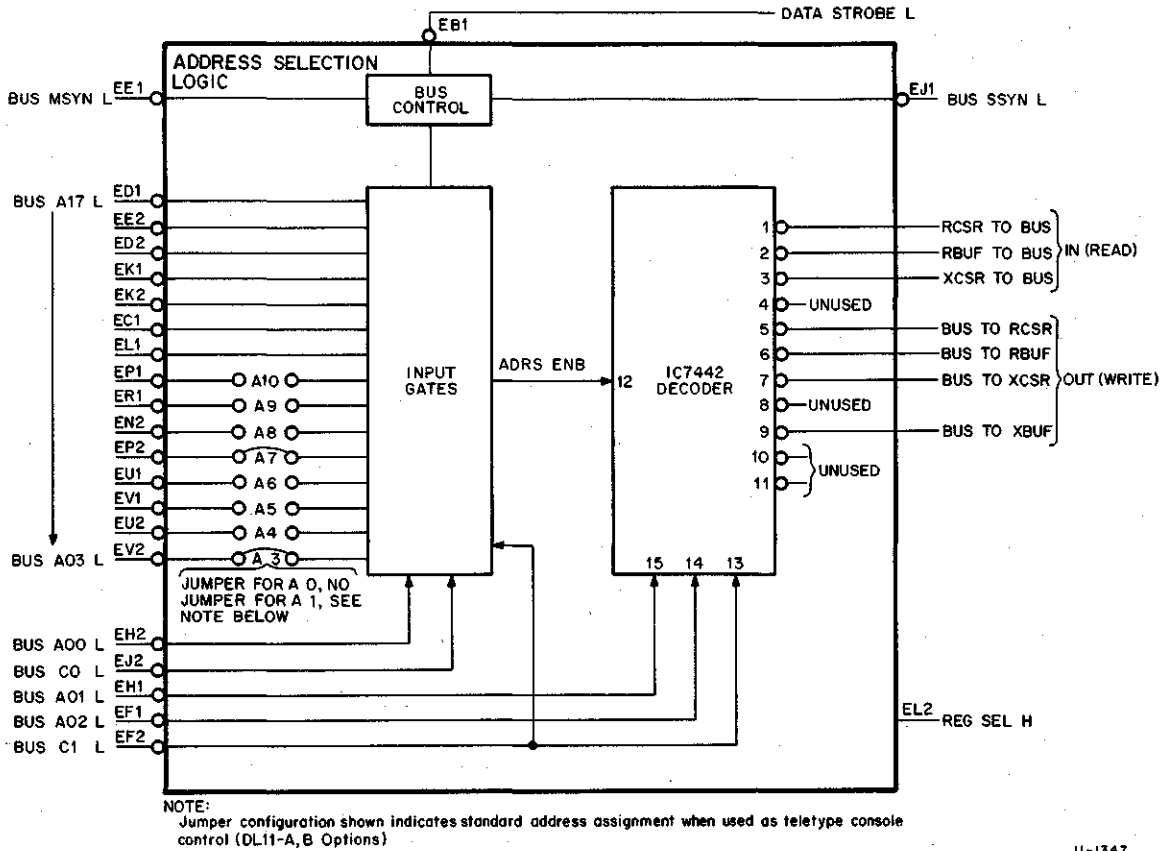 DATA STROBE L
EB1
ADDRESS SELECTION
LOGIC
BUS MSYN L
EE1
BUS
CONTROL
EJ1
BUS SSYN L
BUS A17 L
ED1
EE2
ED2
EK1
EK2
EC1
EL1
EP1
A10
ER1
A9
EN2
A8
EP2
A7
EU1
A6
EV1
A5
EU2
A4
BUS A03 L
EV2
A 3
INPUT
GATES
ADRS ENB
12
IC7442
DECODER
1
RCSR TO BUS
2
RBUF TO BUS
3
XCSR TO BUS
IN (READ)
4
UNUSED
5
BUS TO RCSR
6
BUS TO RBUF
7
BUS TO XCSR
OUT (WRITE)
8
UNUSED
9
BUS TO XBUF
10
11
UNUSED
15
14
13
JUMPER FOR A 0, NO
JUMPER FOR A 1, SEE
NOTE BELOW
BUS A00 L
EH2
BUS C0 L
EJ2
BUS A01 L
EH1
BUS A02 L
EF1
BUS C1 L
EF2
EL2
REG SEL H
NOTE:
Jumper configuration shown indicates standard address assignment when used as teletype console
control (DL11-A, B Options)
11-1347